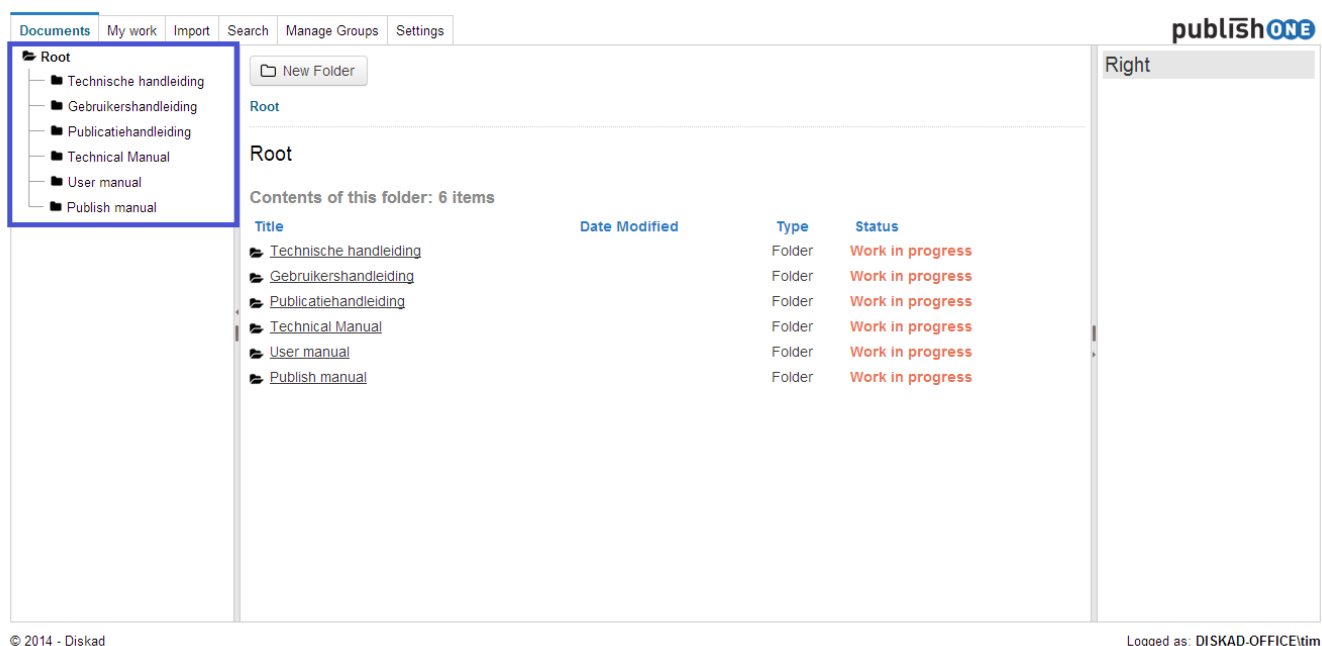 Documents My work Import Search Manage Groups Settings
publishONE
Root
Technische handleiding
Gebruikershandleiding
Publicatiehandleiding
Technical Manual
User manual
Publish manual
New Folder
Root
Root
Contents of this folder: 6 items
Title Date Modified Type Status
Technische handleiding Folder Work in progress
Gebruikershandleiding Folder Work in progress
Publicatiehandleiding Folder Work in progress
Technical Manual Folder Work in progress
User manual Folder Work in progress
Publish manual Folder Work in progress
Right
© 2014 - Diskad
Logged as: DISKAD-OFFICE\tim